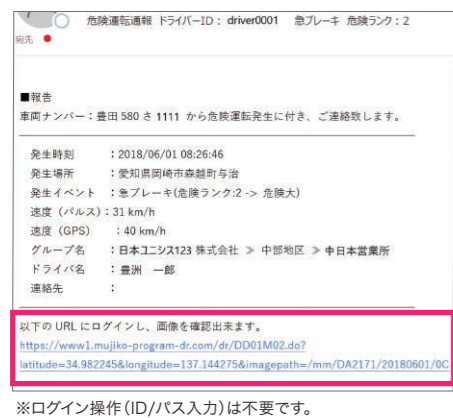 危険運転通報 ドライバーID：driver0001 急ブレーキ 危険ランク：2
宛先
■報告
車両ナンバー：豊田 580 さ 1111 から危険運転発生に付き、ご連絡致します。
発生時刻 ：2018/06/01 08:26:46
発生場所 ：愛知県岡崎市森越町与治
発生イベント ：急ブレーキ(危険ランク:2 -> 危険大)
速度（パルス）：31 km/h
速度（GPS） ：40 km/h
グループ名 ：日本ユニシス123 株式会社 ≫ 中部地区 ≫ 中日本営業所
ドライバ名 ：豊洲 一郎
連絡先 ：
以下の URL にログインし、画像を確認出来ます。
https://www1.mujiko-program-dr.com/dr/DD01M02.do?
latitude=34.982245&longitude=137.144275&imagepath=/mm/DA2171/20180601/0C
※ログイン操作（ID/パス入力）は不要です。